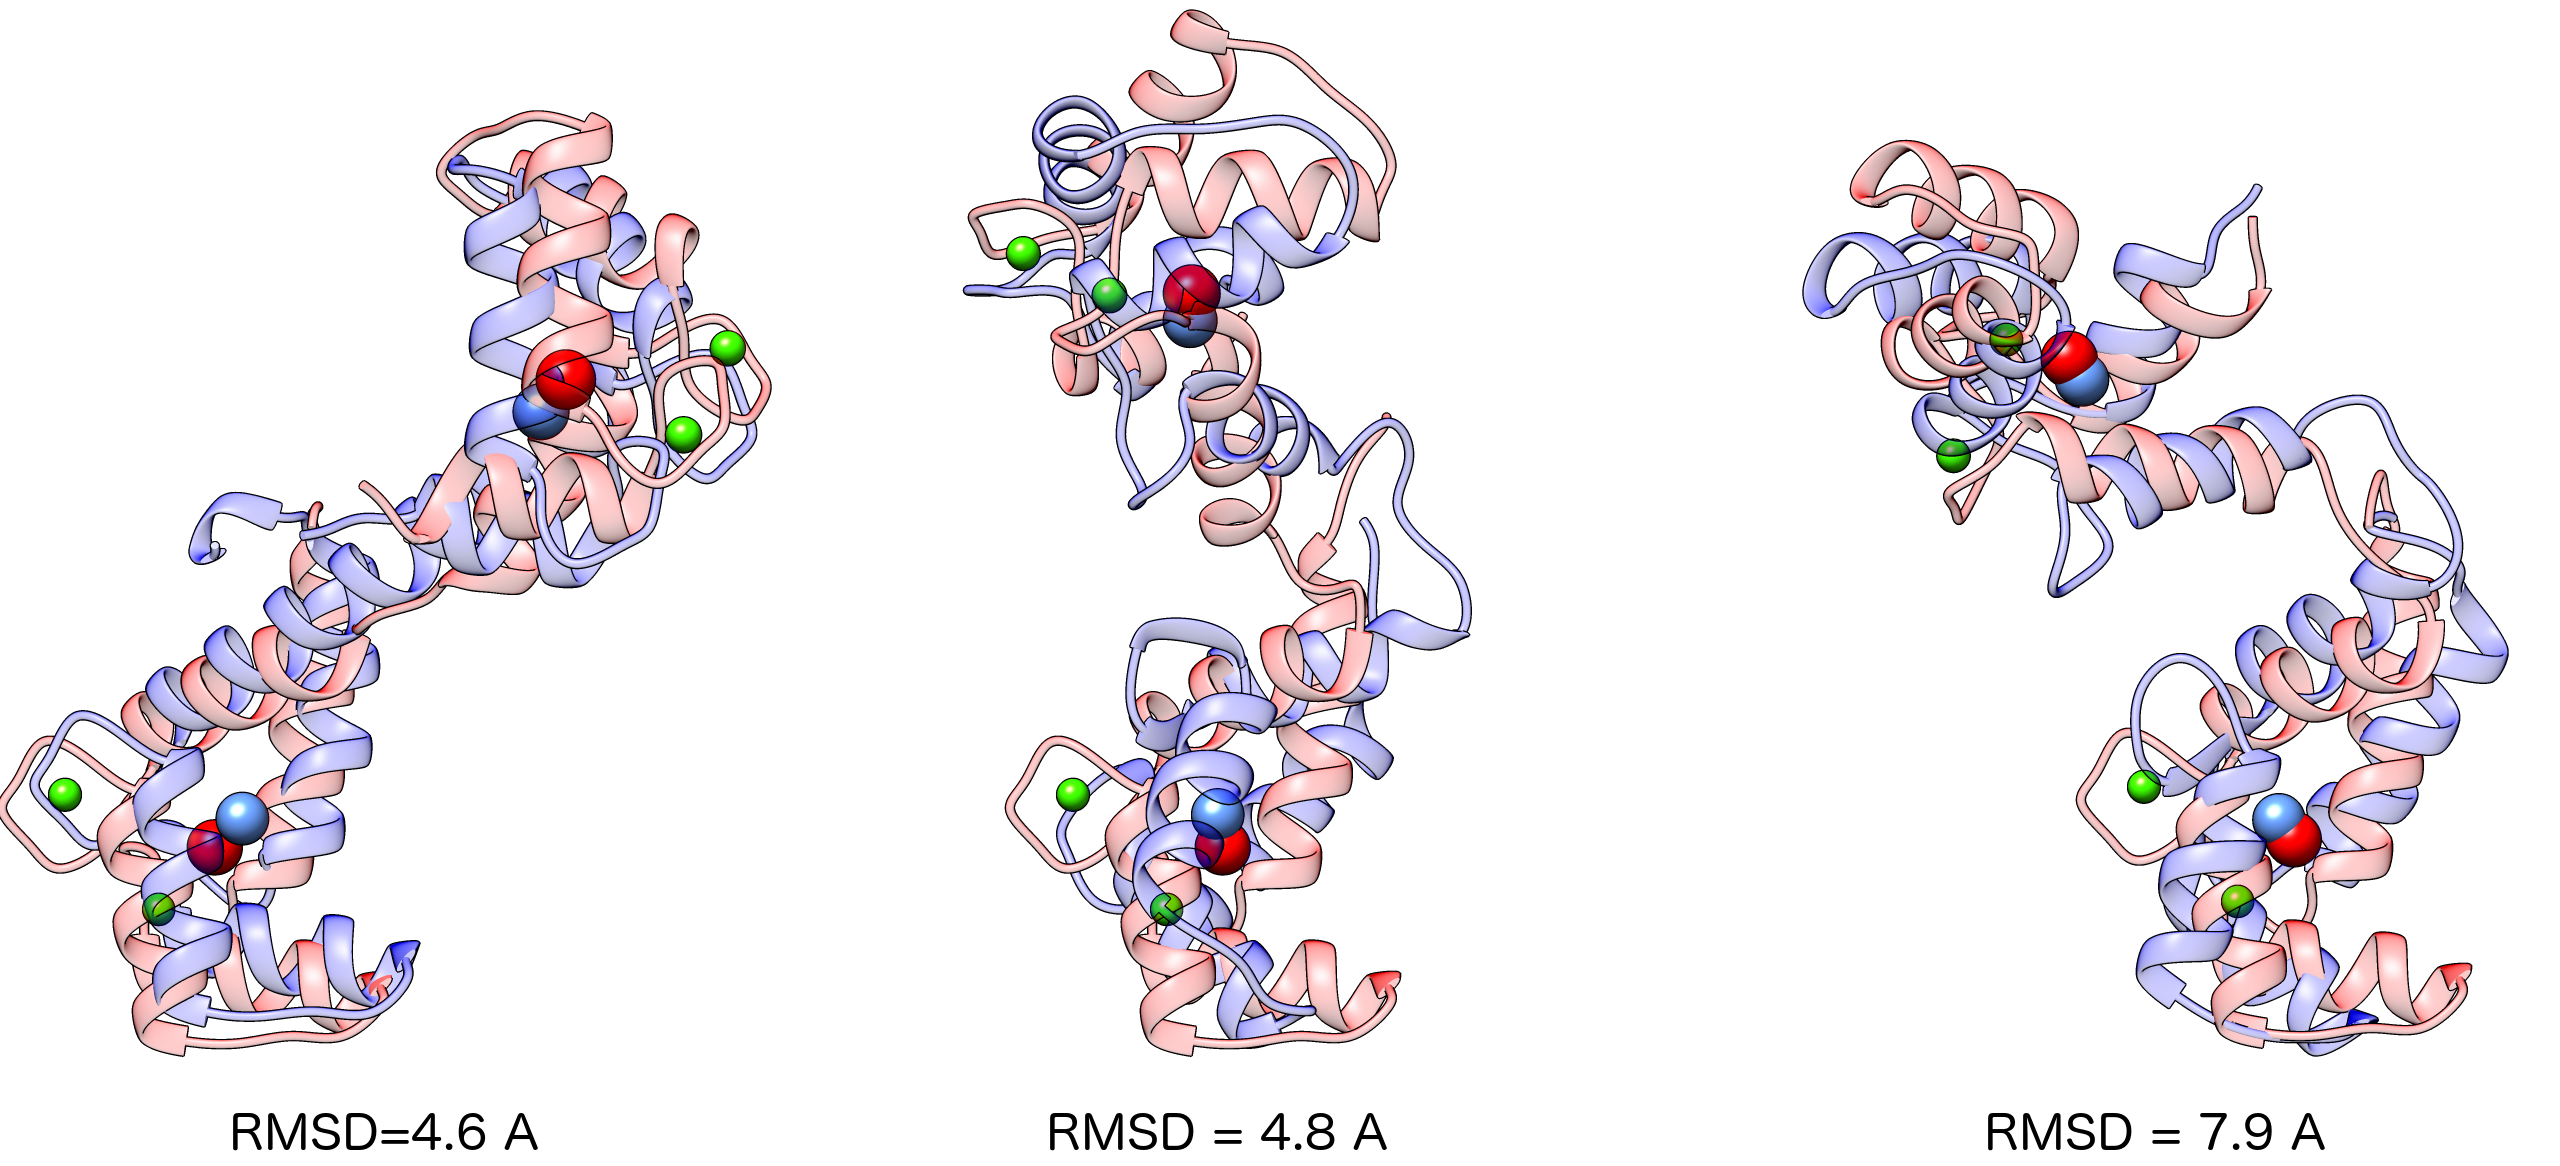 RMSD=4.6 A
RMSD = 4.8 A
RMSD = 7.9 A